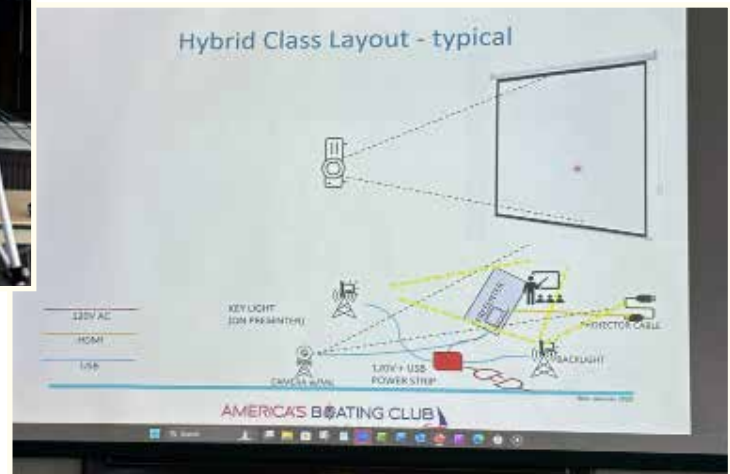 Hybrid Class Layout - typical
120V AC
HDMI
USB
KEY LIGHT
(ON PRESENTER)
PROJECTOR CABLE
BACKLIGHT
120V + USB
POWER STRIP
CAMERA
AMERICA'S BOATING CLUB